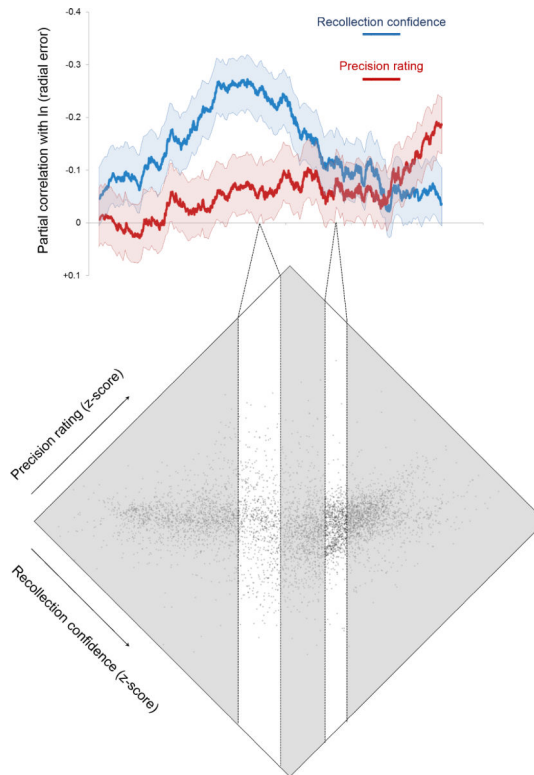 -0.4
Recollection confidence
-0.3
Precision rating
-0.2
-0.1
0
+0.1
Partial correlation with ln (radial error)
Precision rating (z-score)
Recollection confidence (z-score)